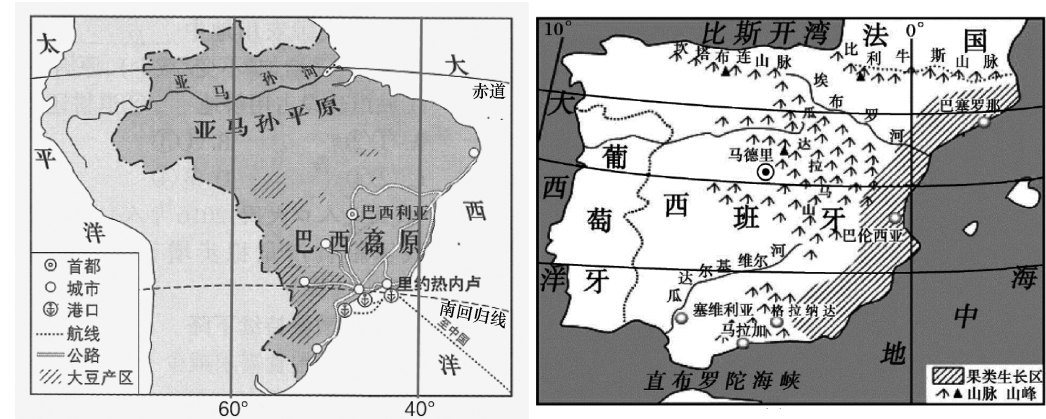 太
平
洋
亚马孙河
亚马孙平原
大
西
洋
赤道
巴西利亚
巴西高原
里约热内卢
南回归线
至中国
首都
城市
港口
航线
公路
大豆产区
60°
40°
10°
0°
比斯开湾
法国
坎塔布连山脉
比利牛斯山脉
埃布罗河
巴塞罗那
大
西
洋
葡
萄
牙
马德里
瓜达拉马山
西班牙
巴伦西亚
瓜达尔基维尔河
塞维利亚
格拉纳达
马拉加
地中海
直布罗陀海峡
果类生长区
山脉 山峰